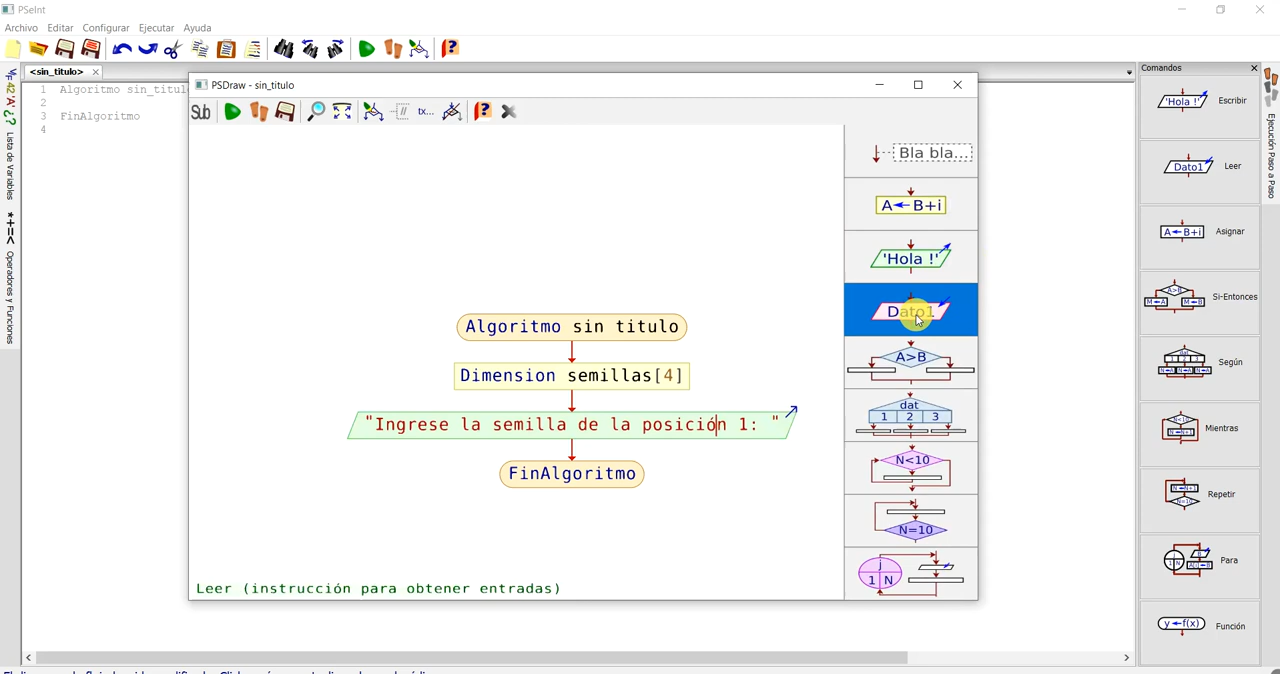 PSeInt
Archivo Editar Configurar Ejecutar Ayuda
<sin_titulo>
Comandos
1 Algoritmo sin_titul
2
3 FinAlgoritmo
4
Lista de Variables
Operadores y Funciones
PSDraw - sin_titulo
Sub
tx...
Algoritmo sin titulo
Dimension semillas[4]
"Ingrese la semilla de la posición 1: "
FinAlgoritmo
Leer (instrucción para obtener entradas)
Bla bla...
A B+i
'Hola !'
Dato1
A>B
dat
1 2 3
N<10
N=10
j
1 N
'Hola !' Escribir
Dato1 Leer
A B+i Asignar
A>B
Si-Entonces
Según
Mientras
Repetir
Para
y f(x) Función
Ejecución Paso a Paso